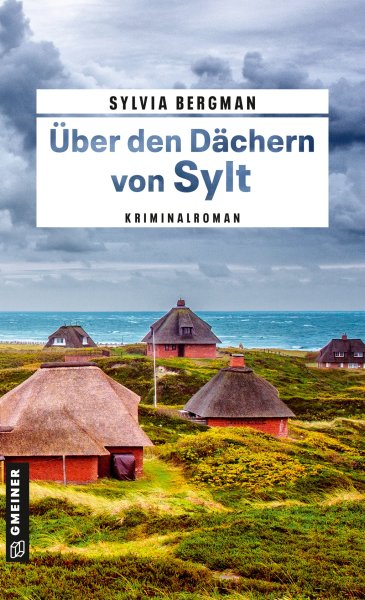 SYLVIA BERGMAN
Über den Dächern
von Sylt
KRIMINALROMAN
GMEINER